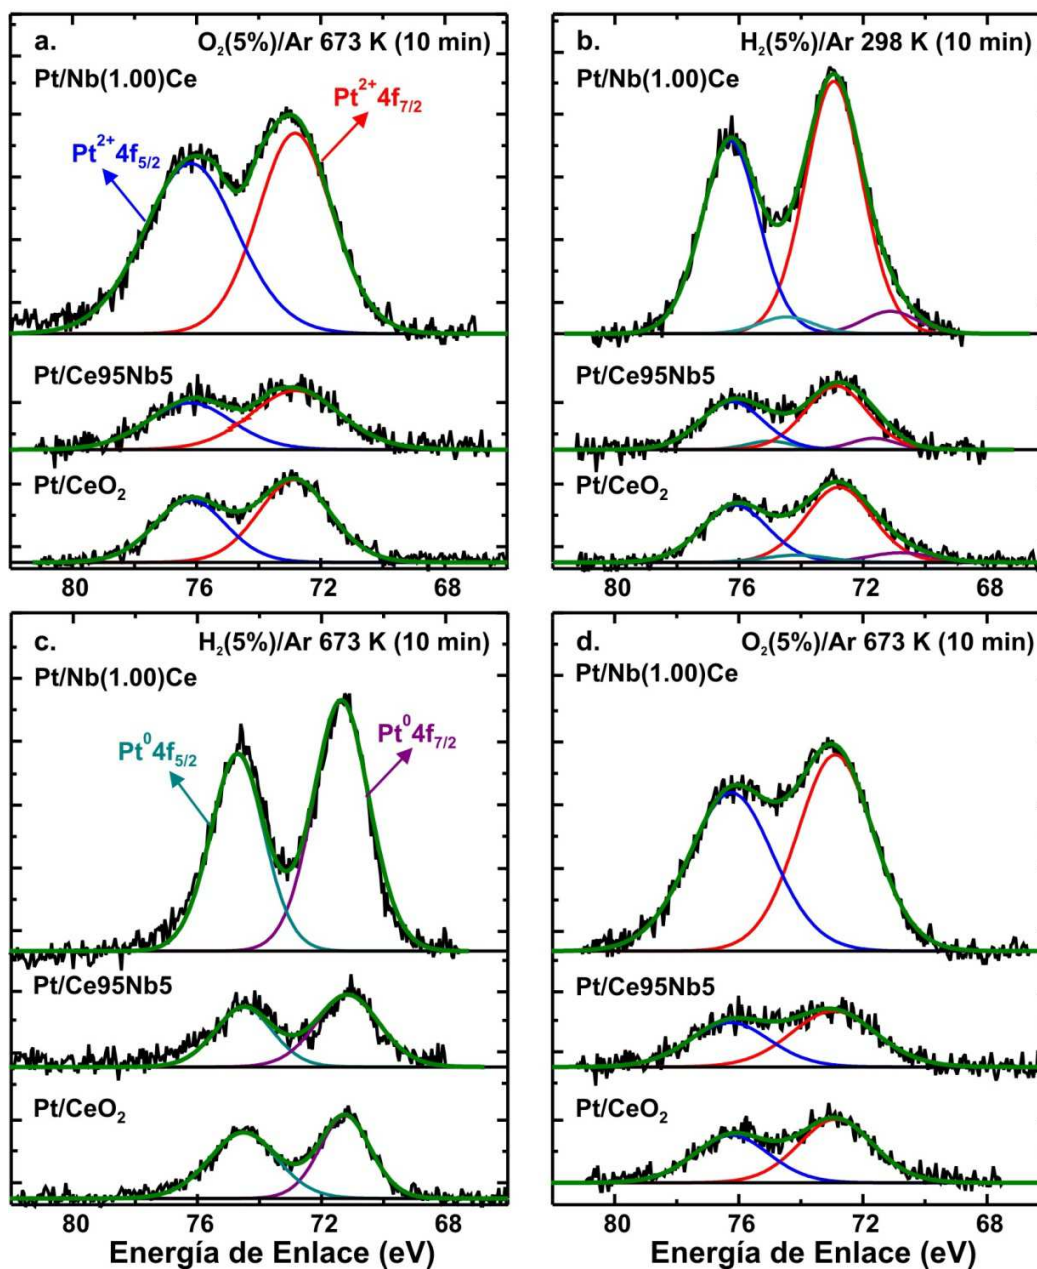 a.
O₂(5%)/Ar 673 K (10 min)
Pt/Nb(1.00)Ce
Pt²⁺4f₇/₂
Pt²⁺4f₅/₂
Pt/Ce95Nb5
Pt/CeO₂
80 76 72 68
b.
H₂(5%)/Ar 298 K (10 min)
Pt/Nb(1.00)Ce
Pt/Ce95Nb5
Pt/CeO₂
80 76 72 68
c.
H₂(5%)/Ar 673 K (10 min)
Pt/Nb(1.00)Ce
Pt⁰4f₅/₂
Pt⁰4f₇/₂
Pt/Ce95Nb5
Pt/CeO₂
80 76 72 68
Energía de Enlace (eV)
d.
O₂(5%)/Ar 673 K (10 min)
Pt/Nb(1.00)Ce
Pt/Ce95Nb5
Pt/CeO₂
80 76 72 68
Energía de Enlace (eV)